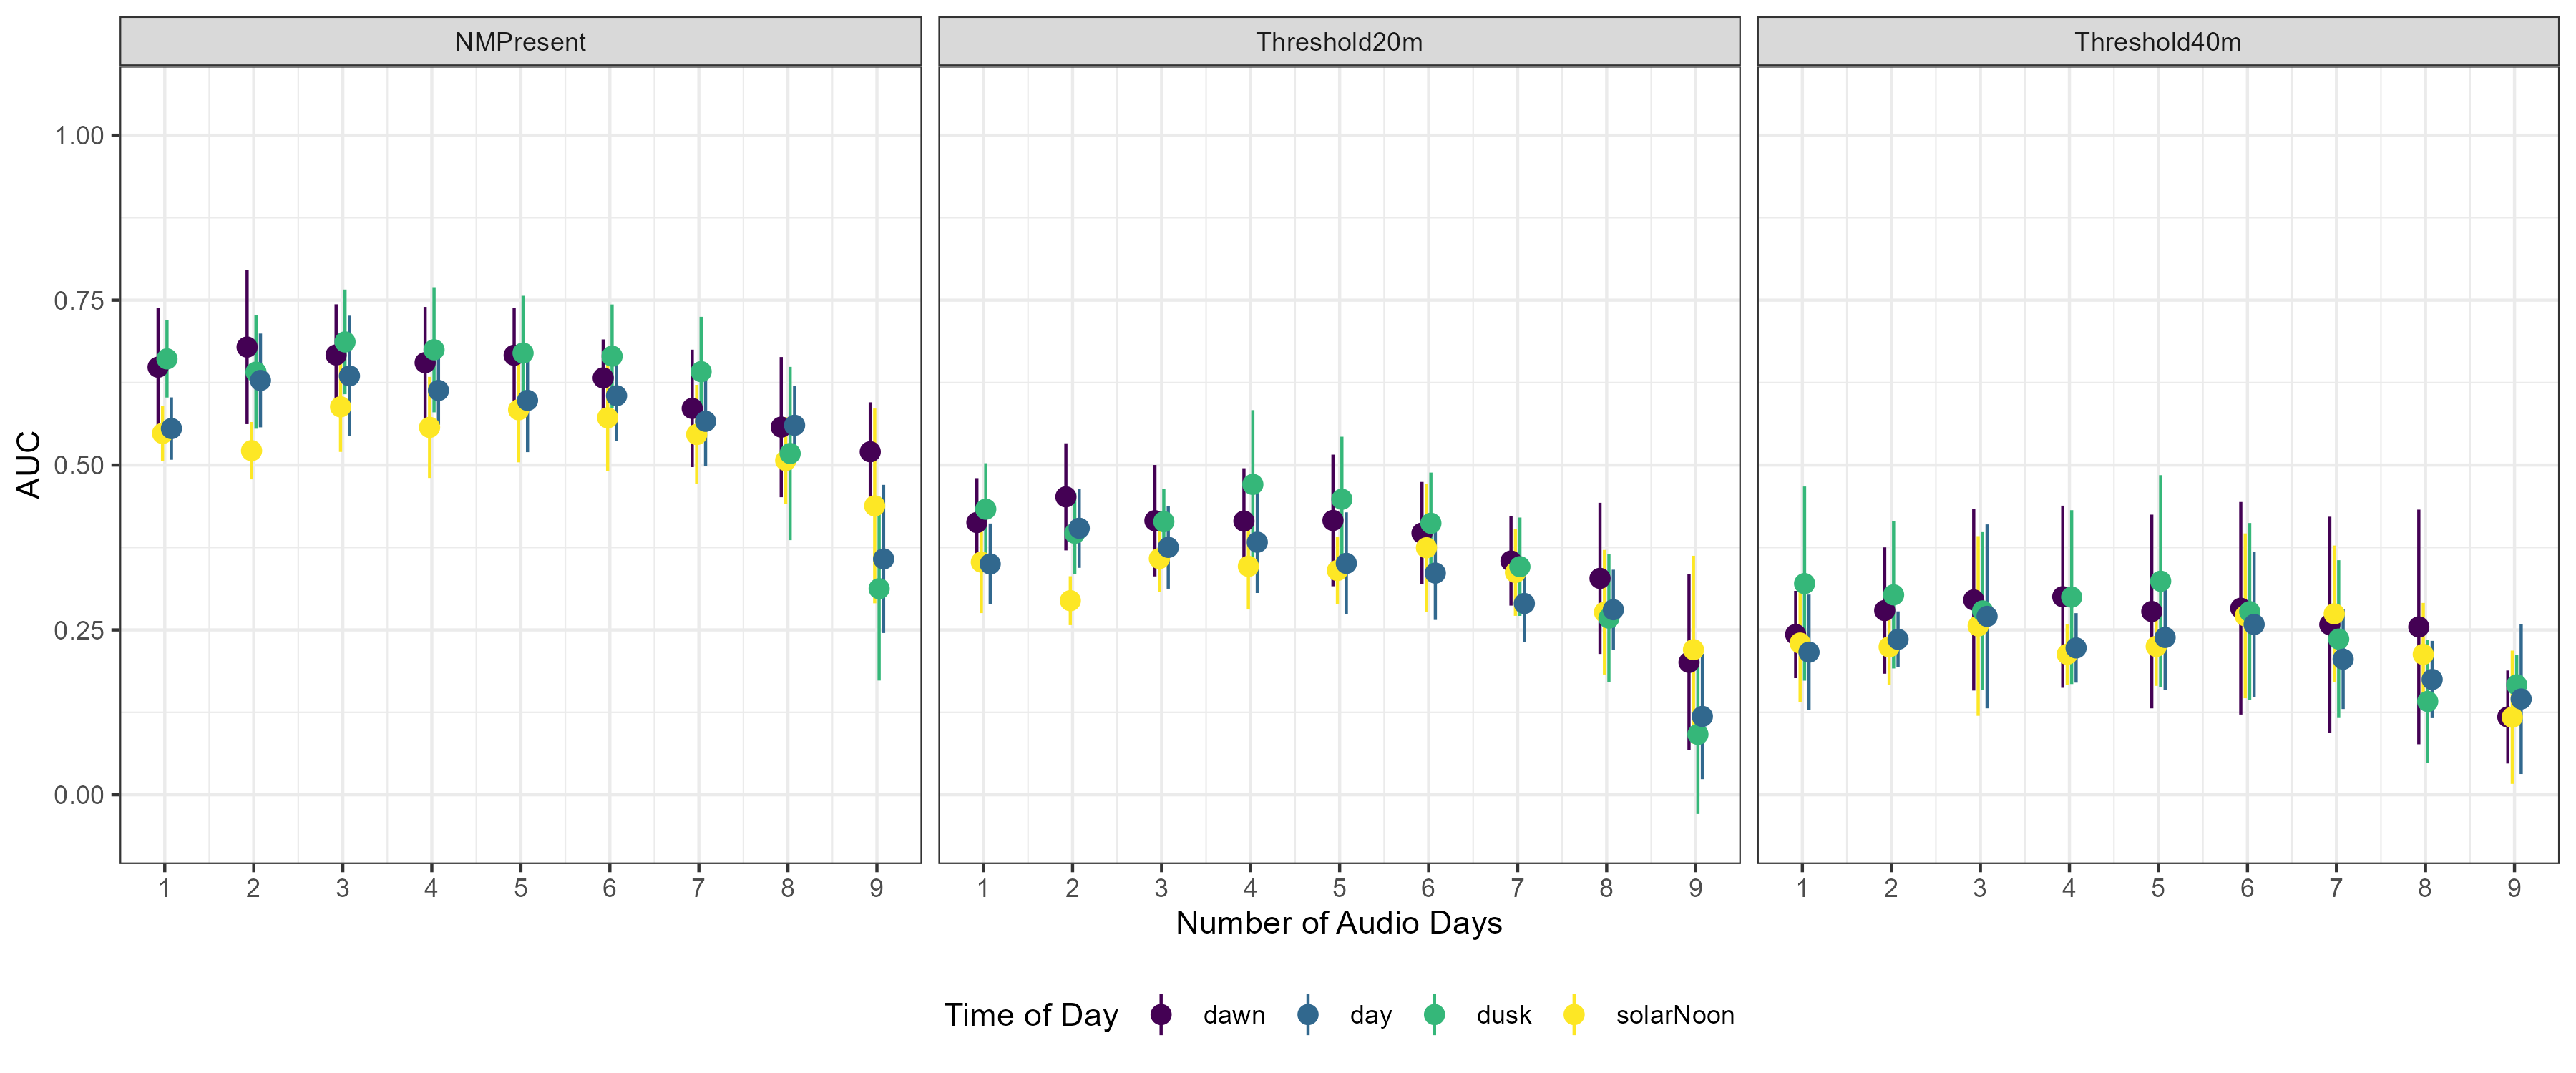 NMPresent Threshold20m Threshold40m
1.00
0.75
0.50
0.25
0.00
AUC
1 2 3 4 5 6 7 8 9 1 2 3 4 5 6 7 8 9 1 2 3 4 5 6 7 8 9
Number of Audio Days
Time of Day dawn day dusk solarNoon